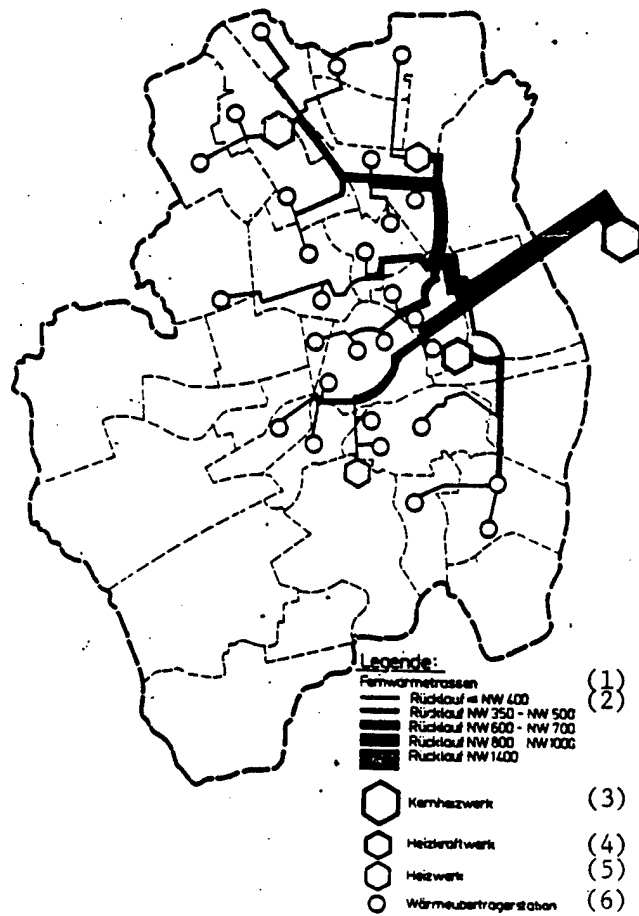 Legende:
Fernwärmetrassen (1)
Rücklauf < NW 400 (2)
Rücklauf NW 350 - NW 500
Rücklauf NW 600 - NW 700
Rücklauf NW 800 NW 1000
Rücklauf NW 1400
Kernheizwerk (3)
Heizkraftwerk (4)
Heizwerk (5)
Wärmeübertragerstation (6)